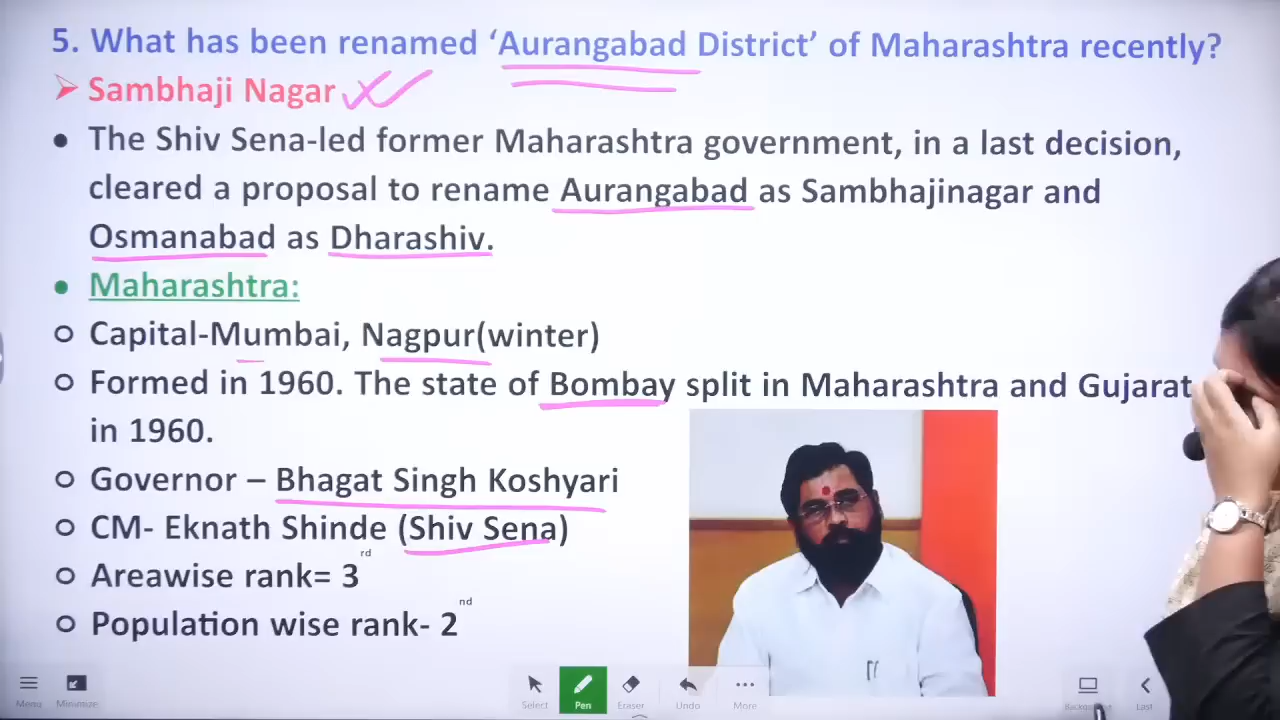 5. What has been renamed ‘Aurangabad District’ of Maharashtra recently?
➢ Sambhaji Nagar
• The Shiv Sena-led former Maharashtra government, in a last decision,
cleared a proposal to rename Aurangabad as Sambhajinagar and
Osmanabad as Dharashiv.
• Maharashtra:
o Capital-Mumbai, Nagpur(winter)
o Formed in 1960. The state of Bombay split in Maharashtra and Gujarat
in 1960.
o Governor – Bhagat Singh Koshyari
o CM- Eknath Shinde (Shiv Sena)
o Areawise rank= 3rd
o Population wise rank- 2nd
Menu Minimize Select Pen Eraser Undo More Last